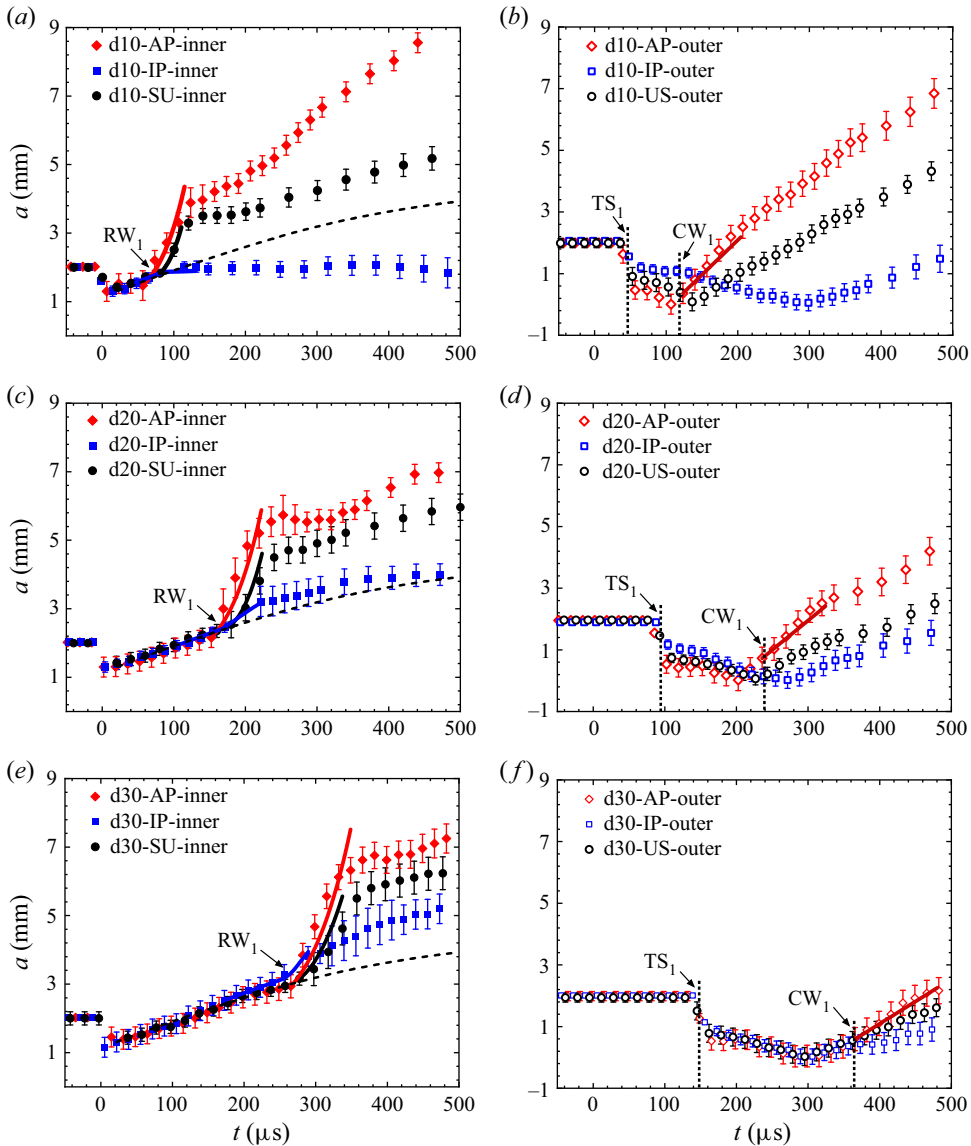 (a)
9
7
5
3
1
a (mm)
d10-AP-inner
d10-IP-inner
d10-SU-inner
RW1
0 100 200 300 400 500
(b)
9
7
5
3
1
–1
a (mm)
d10-AP-outer
d10-IP-outer
d10-US-outer
TS1
CW1
0 100 200 300 400 500
(c)
9
7
5
3
1
a (mm)
d20-AP-inner
d20-IP-inner
d20-SU-inner
RW1
0 100 200 300 400 500
(d)
9
7
5
3
1
–1
a (mm)
d20-AP-outer
d20-IP-outer
d20-US-outer
TS1
CW1
0 100 200 300 400 500
(e)
9
7
5
3
1
a (mm)
d30-AP-inner
d30-IP-inner
d30-SU-inner
RW1
0 100 200 300 400 500
t (μs)
(f)
9
7
5
3
1
–1
a (mm)
d30-AP-outer
d30-IP-outer
d30-US-outer
TS1
CW1
0 100 200 300 400 500
t (μs)